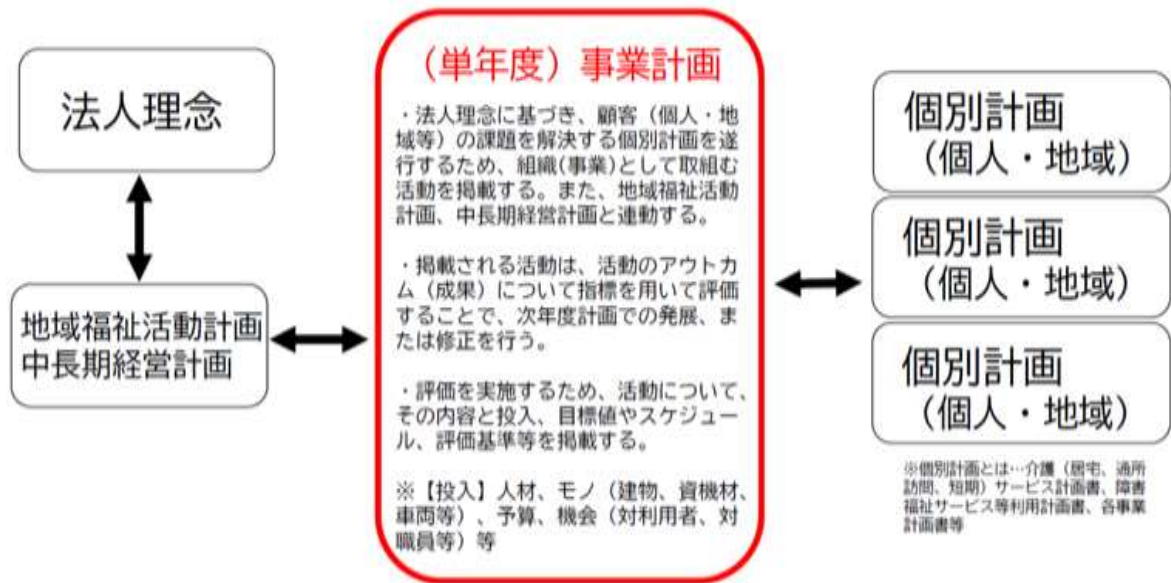 法人理念
地域福祉活動計画
中長期経営計画
（単年度）事業計画
・法人理念に基づき、顧客（個人・地
域等）の課題を解決する個別計画を遂
行するため、組織(事業)として取組む
活動を掲載する。また、地域福祉活動
計画、中長期経営計画と連動する。
・掲載される活動は、活動のアウトカ
ム（成果）について指標を用いて評価
することで、次年度計画での発展、ま
たは修正を行う。
・評価を実施するため、活動について、
その内容と投入、目標値やスケジュー
ル、評価基準等を掲載する。
※【投入】人材、モノ（建物、資機材、
車両等）、予算、機会（対利用者、対
職員等）等
個別計画
（個人・地域）
個別計画
（個人・地域）
個別計画
（個人・地域）
※個別計画とは…介護（居宅、通所
訪問、短期）サービス計画書、障害
福祉サービス等利用計画書、各事業
計画書等